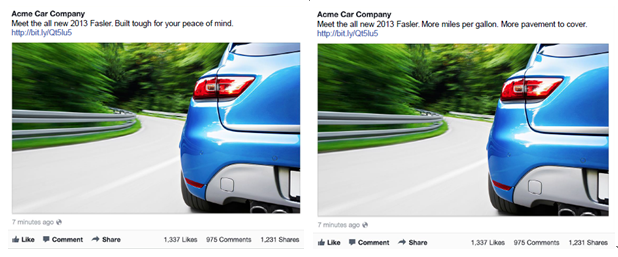 Acme Car Company
Meet the all new 2013 Fasler. Built tough for your peace of mind.
http://bit.ly/Qt5lu5
7 minutes ago
Like Comment Share 1,337 Likes 975 Comments 1,231 Shares
Acme Car Company
Meet the all new 2013 Fasler. More miles per gallon. More pavement to cover.
http://bit.ly/Qt5lu5
7 minutes ago
Like Comment Share 1,337 Likes 975 Comments 1,231 Shares